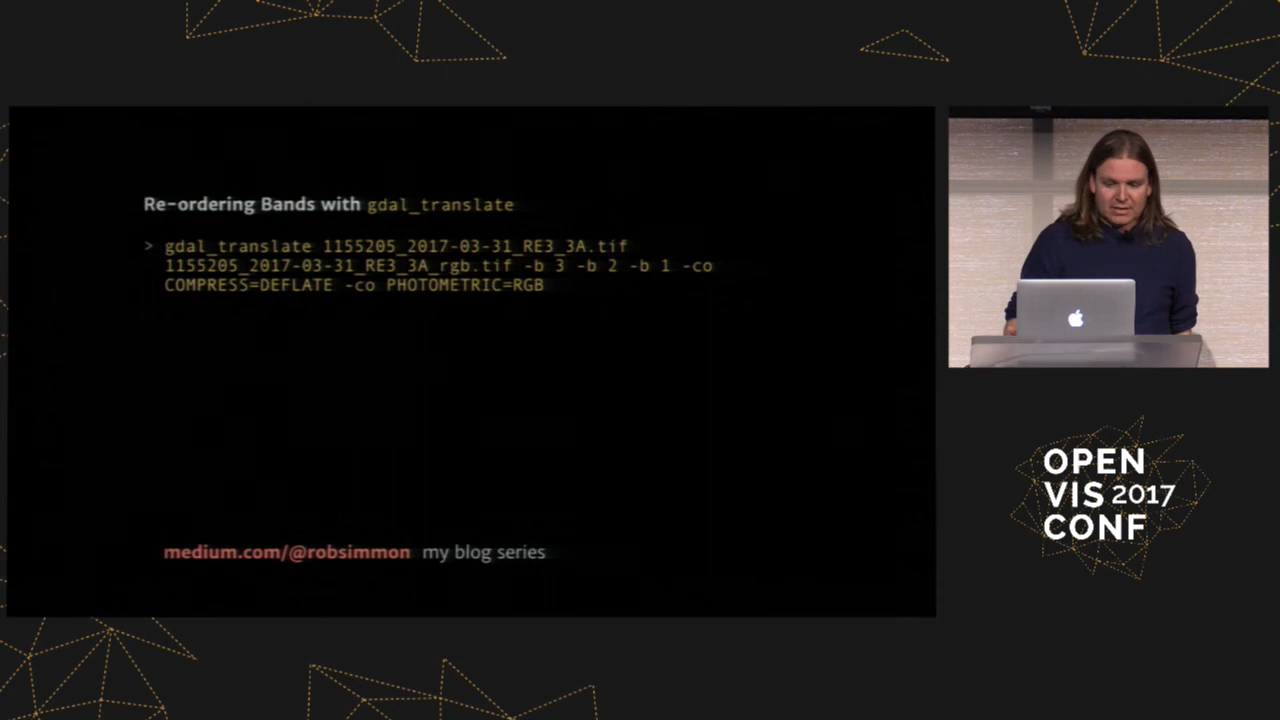 Re-ordering Bands with gdal_translate
> gdal_translate 1155205_2017-03-31_RE3_3A.tif
1155205_2017-03-31_RE3_3A_rgb.tif -b 3 -b 2 -b 1 -co
COMPRESS=DEFLATE -co PHOTOMETRIC=RGB
medium.com/@robsimmon my blog series
OPEN
VIS 2017
CONF